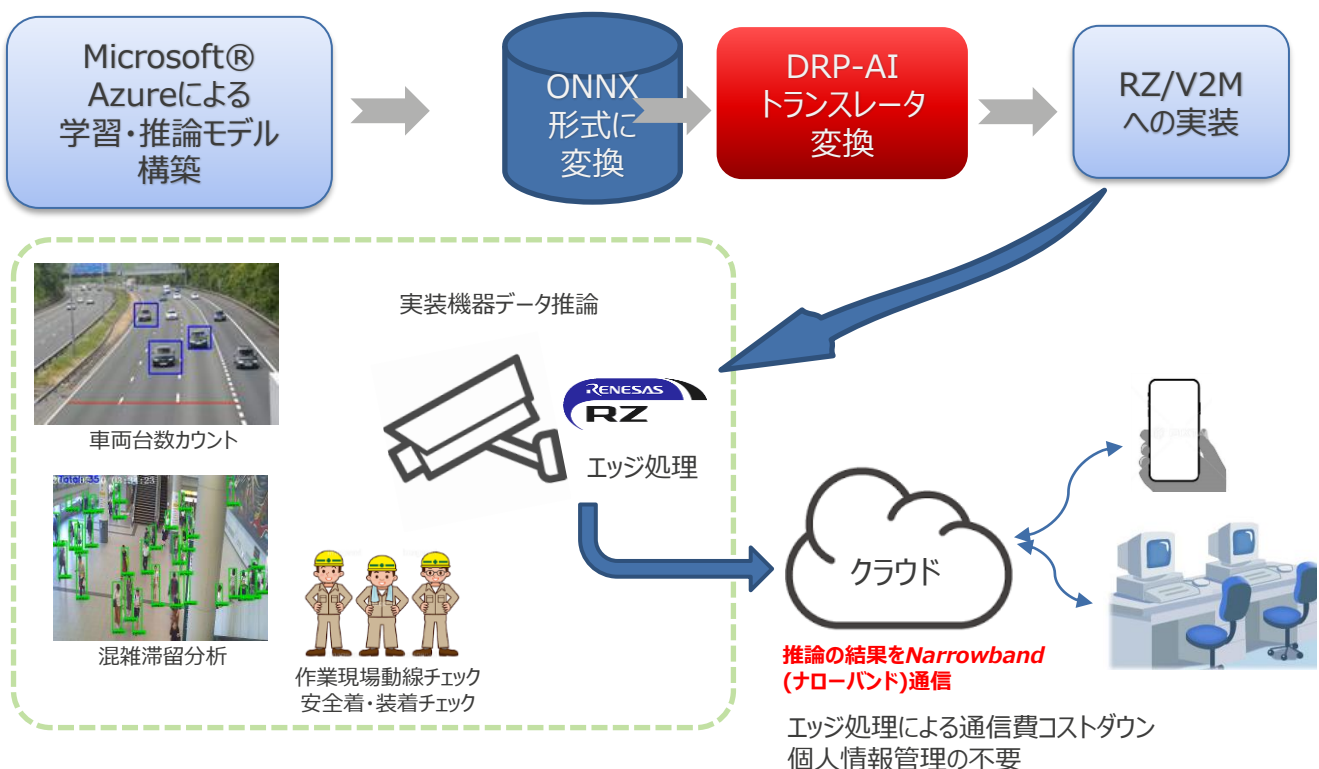 Microsoft®
Azureによる
学習・推論モデル
構築
ONNX
形式に
変換
DRP-AI
トランスレータ
変換
RZ/V2M
への実装
実装機器データ推論
RENESAS
RZ
エッジ処理
車両台数カウント
混雑滞留分析
作業現場動線チェック
安全着・装着チェック
クラウド
推論の結果をNarrowband
(ナローバンド)通信
エッジ処理による通信費コストダウン
個人情報管理の不要